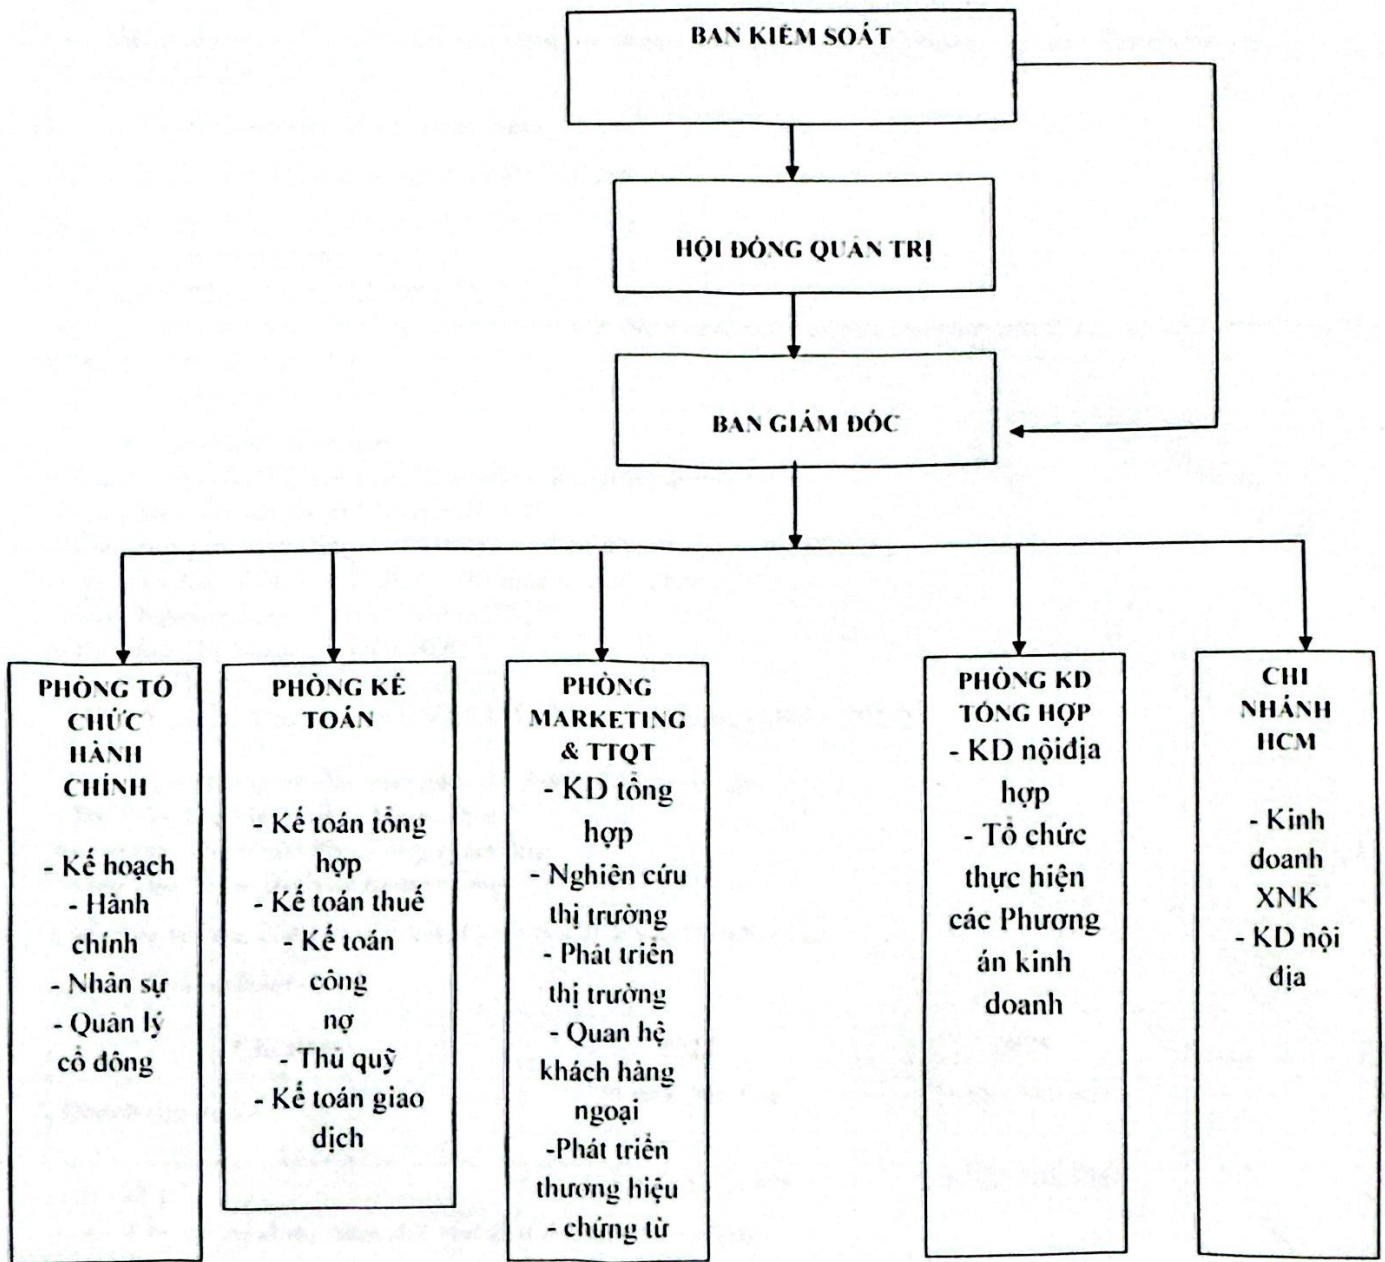 BAN KIỂM SOÁT
HỘI ĐỒNG QUẢN TRỊ
BAN GIÁM ĐỐC
PHÒNG TỔ
CHỨC
HÀNH
CHÍNH
- Kế hoạch
- Hành
chính
- Nhân sự
- Quản lý
cổ đông
PHÒNG KẾ
TOÁN
- Kế toán tổng
hợp
- Kế toán thuế
- Kế toán
công
nợ
- Thủ quỹ
- Kế toán giao
dịch
PHÒNG
MARKETING
& TTQT
- KD tổng
hợp
- Nghiên cứu
thị trường
- Phát triển
thị trường
- Quan hệ
khách hàng
ngoại
-Phát triển
thương hiệu
- chứng từ
PHÒNG KD
TỔNG HỢP
- KD nộiđịa
hợp
- Tổ chức
thực hiện
các Phương
án kinh
doanh
CHI
NHÁNH
HCM
- Kinh
doanh
XNK
- KD nội
địa